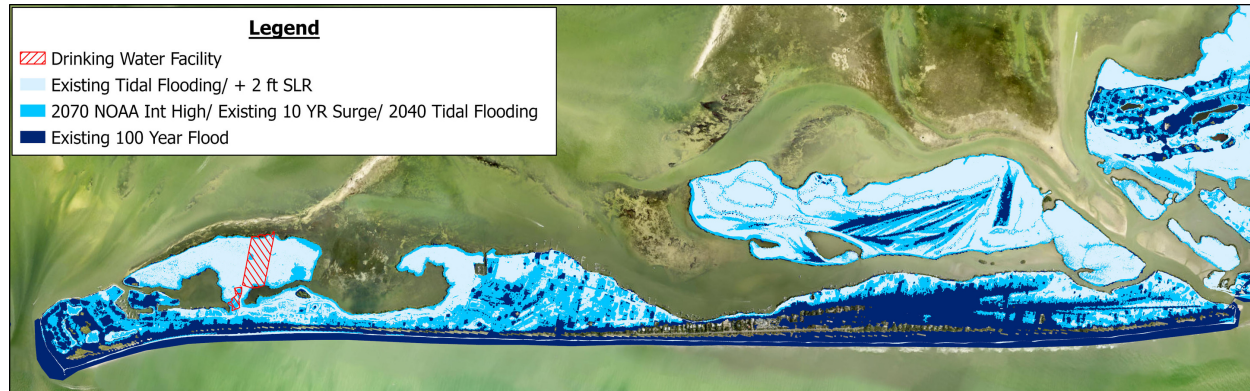 Legend
Drinking Water Facility
Existing Tidal Flooding/ + 2 ft SLR
2070 NOAA Int High/ Existing 10 YR Surge/ 2040 Tidal Flooding
Existing 100 Year Flood